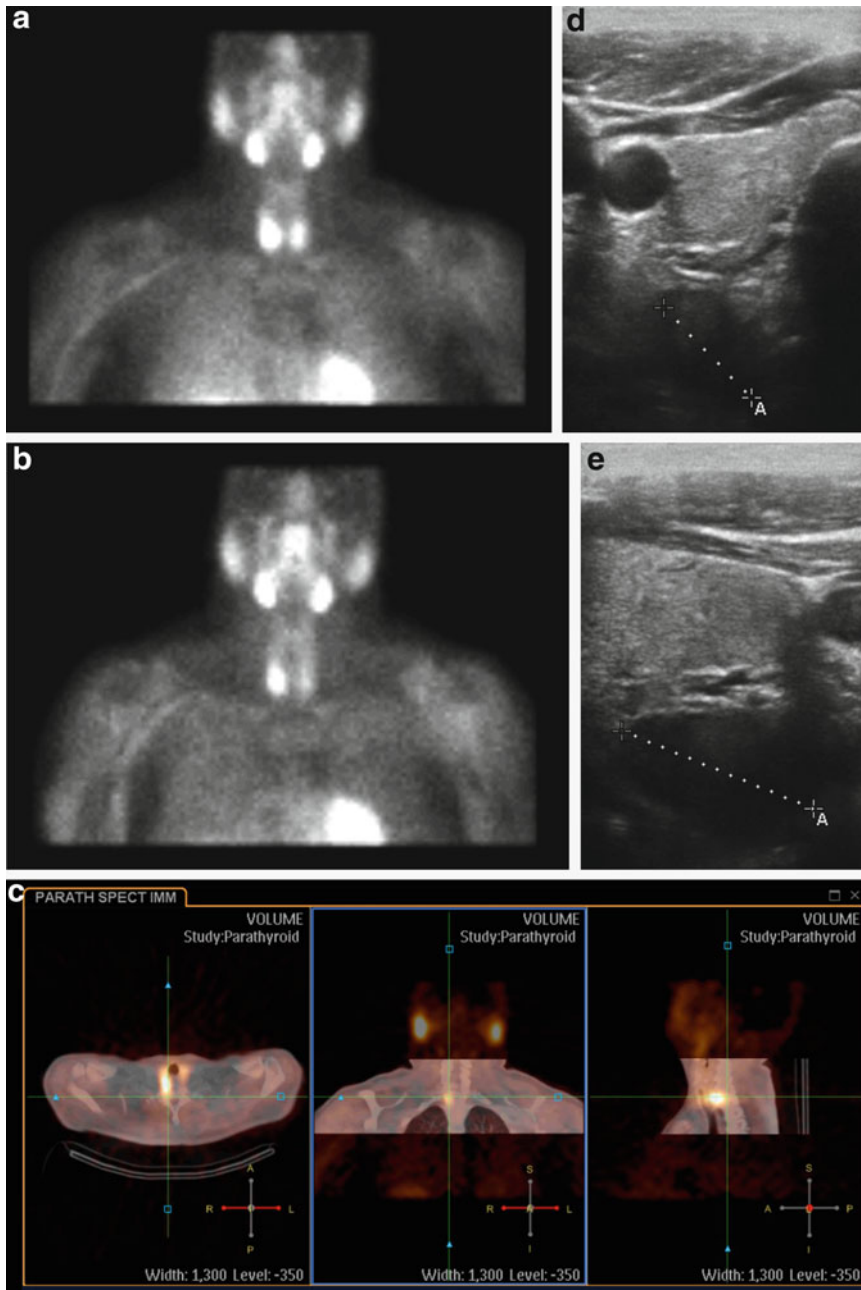 a
d
A
b
e
A
c
PARATH SPECT IMM
VOLUME
Study:Parathyroid
VOLUME
Study:Parathyroid
VOLUME
Study:Parathyroid
A
R L
P
S
R A L
I
S
A P
I
Width: 1,300 Level: -350
Width: 1,300 Level: -350
Width: 1,300 Level: -350